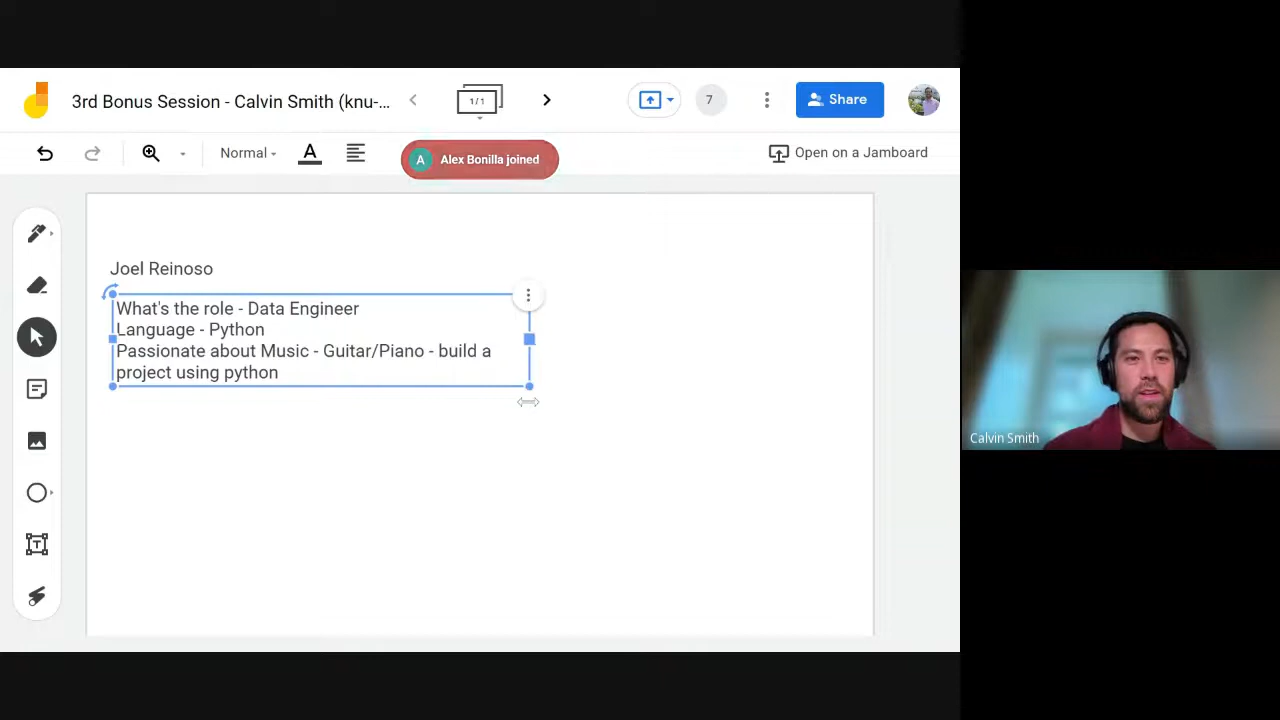 3rd Bonus Session - Calvin Smith (knu-...
1/1
7
Share
Normal
A
A Alex Bonilla joined
Open on a Jamboard
Joel Reinoso
What's the role - Data Engineer
Language - Python
Passionate about Music - Guitar/Piano - build a
project using python
T
Calvin Smith